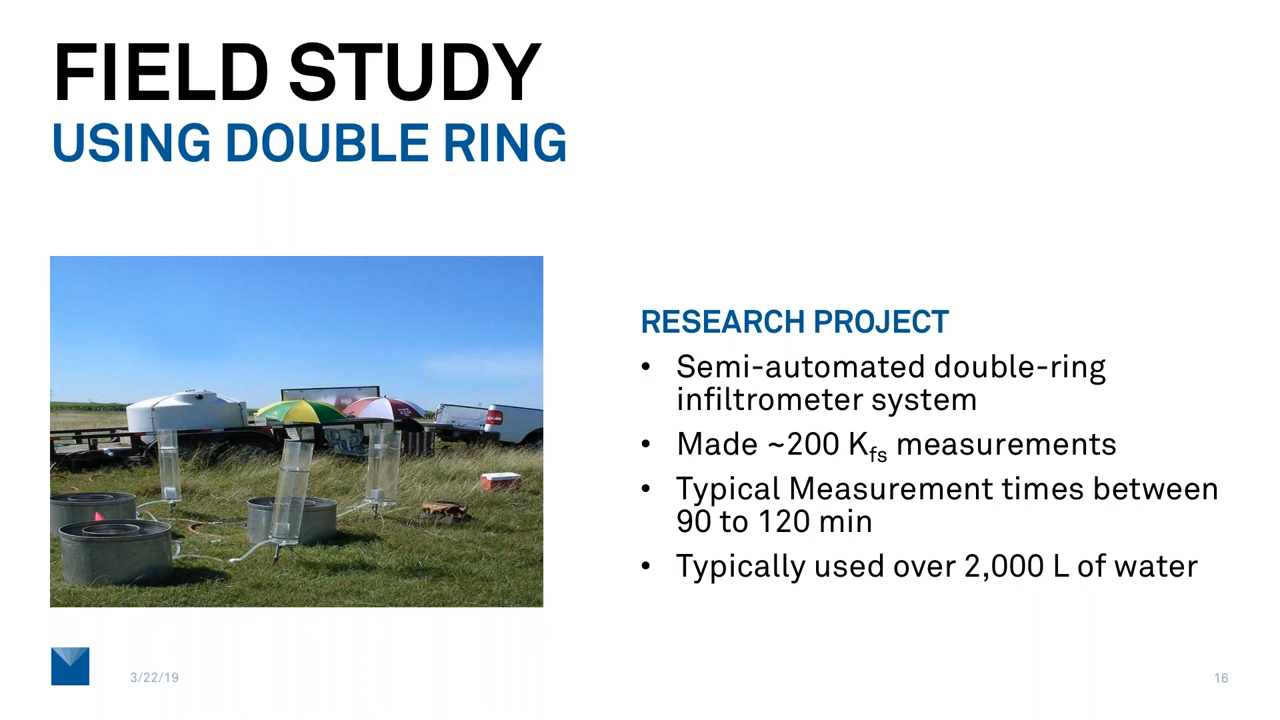 FIELD STUDY
USING DOUBLE RING
RESEARCH PROJECT
• Semi-automated double-ring
infiltrometer system
• Made ~200 Kfs measurements
• Typical Measurement times between
90 to 120 min
• Typically used over 2,000 L of water
3/22/19
16